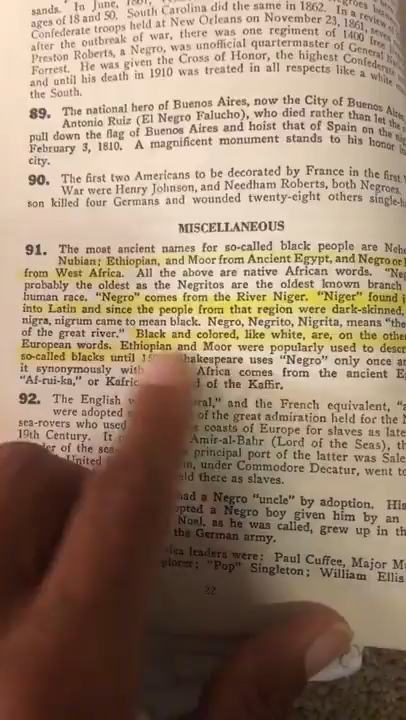 sands. In June,
ages of 18 and 50. South Carolina did the same in 1862. In a review
Confederate troops held at New Orleans on November 23, 1861,
after the outbreak of war, there was one regiment of 1400 free
Preston Roberts, a Negro, was unofficial quartermaster of General
Forrest. He was given the Cross of Honor, the highest Confederate
and until his death in 1910 was treated in all respects like a white
the South.
89. The national hero of Buenos Aires, now the City of Buenos Aires
Antonio Ruiz (El Negro Falucho), who died rather than let the
pull down the flag of Buenos Aires and hoist that of Spain on the
February 3, 1810. A magnificent monument stands to his honor in
city.
90. The first two Americans to be decorated by France in the first
War were Henry Johnson, and Needham Roberts, both Negroes.
son killed four Germans and wounded twenty-eight others single-
MISCELLANEOUS
91. The most ancient names for so-called black people are
Nubian; Ethiopian, and Moor from Ancient Egypt, and Negro or
from West Africa. All the above are native African words.
probably the oldest as the Negritos are the oldest known branch
human race. "Negro" comes from the River Niger. "Niger" found
into Latin and since the people from that region were dark-skinned,
nigra, nigrum came to mean black. Negro, Negrito, Nigrita, means "the
of the great river." Black and colored, like white, are, on the other
European words. Ethiopian and Moor were popularly used to
so-called blacks until Shakespeare uses "Negro" only once
it synonymously with Africa comes from the ancient
"Af-rui-ka," or of the Kaffir.
92. The English and the French equivalent,
were adopted of the great admiration held for the
sea-rovers who used coasts of Europe for slaves as late
19th Century. It Amir-al-Bahr (Lord of the Seas),
of the sea principal port of the latter was
United under Commodore Decatur, went to
there as slaves.
had a Negro "uncle" by adoption. His
a Negro boy given him by an
Noel, as he was called, grew up in
the German army.
leaders were: Paul Cuffee, Major
"Pop" Singleton; William Ellis